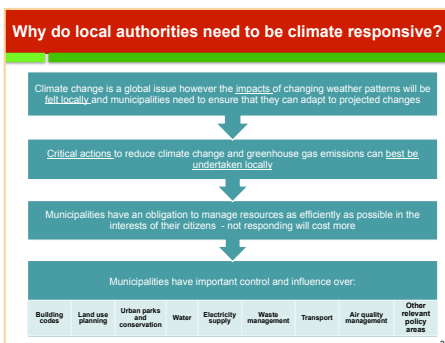 Why do local authorities need to be climate responsive?
Climate change is a global issue however the impacts of changing weather patterns will be
felt locally and municipalities need to ensure that they can adapt to projected changes
Critical actions to reduce climate change and greenhouse gas emissions can best be
undertaken locally
Municipalities have an obligation to manage resources as efficiently as possible in the
interests of their citizens - not responding will cost more
Municipalities have important control and influence over:
Building
codes
Land use
planning
Urban parks
and
conservation
Water
Electricity
supply
Waste
management
Transport
Air quality
management
Other
relevant
policy
areas